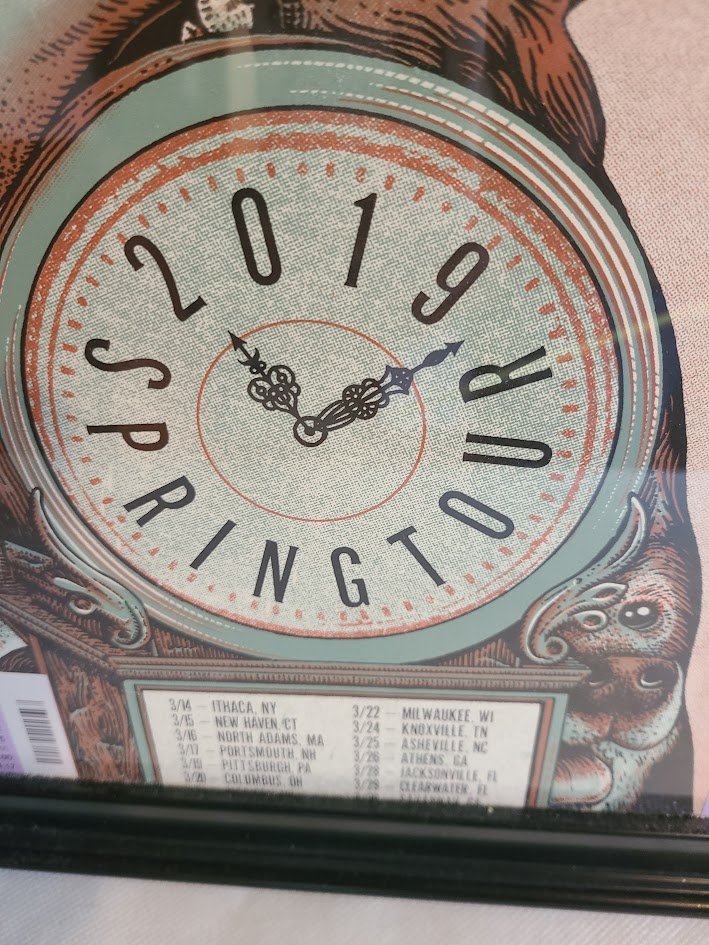 2019
SPRING TOUR
3/14 – ITHACA, NY
3/15 – NEW HAVEN, CT
3/16 – NORTH ADAMS, MA
3/17 – PORTSMOUTH, NH
3/19 – PITTSBURGH, PA
3/20 – COLUMBUS, OH
3/22 – MILWAUKEE, WI
3/24 – KNOXVILLE, TN
3/25 – ASHEVILLE, NC
3/26 – ATHENS, GA
3/28 – JACKSONVILLE, FL
3/29 – CLEARWATER, FL